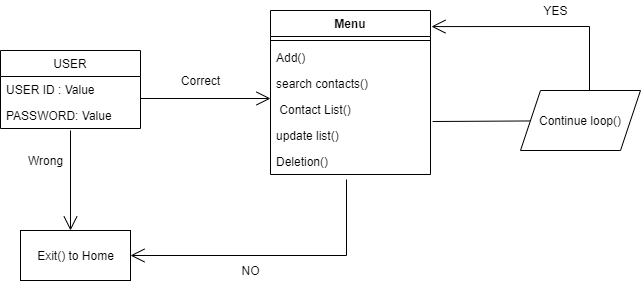 YES
Menu
USER
Add()
Correct
search contacts()
USER ID : Value
Contact List()
PASSWORD: Value
Continue loop()
update list()
Wrong
Deletion()
Exit() to Home
NO